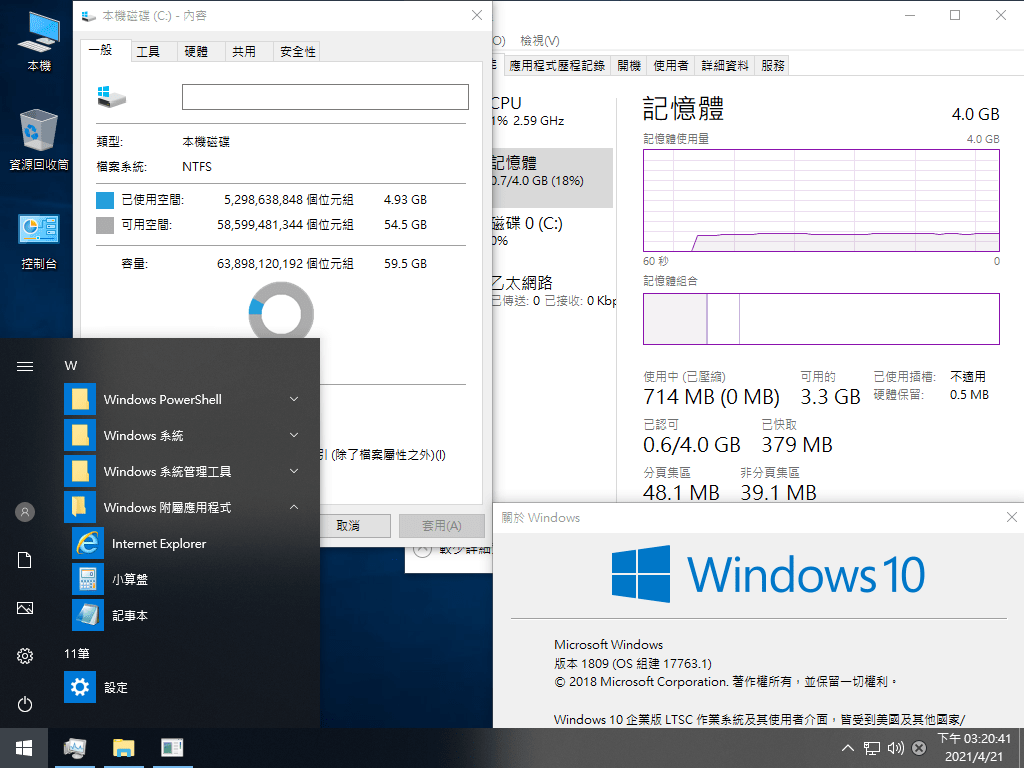 本機
資源回收筒
控制台
本機磁碟 (C:) - 內容
一般 工具 硬體 共用 安全性
類型: 本機磁碟
檔案系統: NTFS
已使用空間: 5,298,638,848 個位元組 4.93 GB
可用空間: 58,599,481,344 個位元組 54.5 GB
容量: 63,898,120,192 個位元組 59.5 GB
引 (除了檔案屬性之外)(I)
取消 套用(A)
較少詳細
O) 檢視(V)
應用程式歷程記錄 開機 使用者 詳細資料 服務
CPU
1% 2.59 GHz
記憶體
0.7/4.0 GB (18%)
磁碟 0 (C:)
0%
乙太網路
已傳送: 0 已接收: 0 Kbp
記憶體 4.0 GB
記憶體使用量 4.0 GB
60 秒 0
記憶體組合
使用中 (已壓縮) 可用的 已使用插槽: 不適用
714 MB (0 MB) 3.3 GB 硬體保留: 0.5 MB
已認可 已快取
0.6/4.0 GB 379 MB
分頁集區 非分頁集區
48.1 MB 39.1 MB
W
Windows PowerShell
Windows 系統
Windows 系統管理工具
Windows 附屬應用程式
Internet Explorer
小算盤
記事本
11筆
設定
關於 Windows
Windows 10
Microsoft Windows
版本 1809 (OS 組建 17763.1)
© 2018 Microsoft Corporation. 著作權所有，並保留一切權利。
Windows 10 企業版 LTSC 作業系統及其使用者介面，皆受到美國及其他國家/
下午 03:20:41
2021/4/21